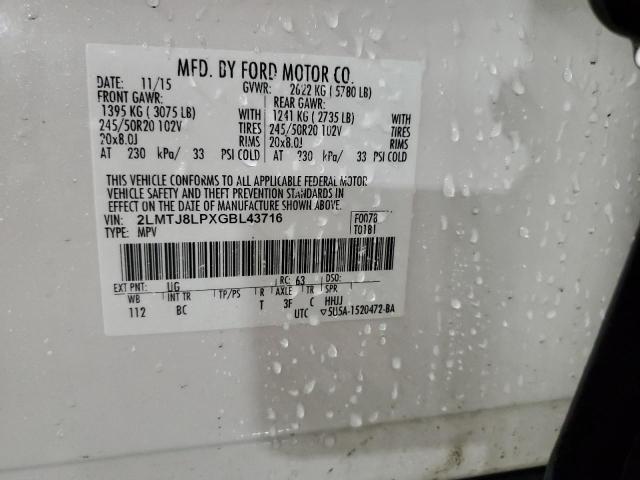 MFD. BY FORD MOTOR CO.
DATE: 11/15 GVWR: 2622 KG ( 5780 LB)
FRONT GAWR: REAR GAWR:
1395 KG ( 3075 LB) WITH 1241 KG ( 2735 LB) WITH
245/50R20 102V TIRES 245/50R20 102V TIRES
20x8.0J RIMS 20x8.0J RIMS
AT 230 kPa/ 33 PSI COLD AT 230 kPa/ 33 PSI COLD
THIS VEHICLE CONFORMS TO ALL APPLICABLE FEDERAL MOTOR
VEHICLE SAFETY AND THEFT PREVENTION STANDARDS IN
EFFECT ON THE DATE OF MANUFACTURE SHOWN ABOVE.
VIN: 2LMTJ8LPXGBL43716 F0078
TYPE: MPV T0181
EXT PNT: UG RC: 63 DSO:
WB INT TR TP/PS R AXLE TR SPR
112 BC T 3F C HHJJ
UTC ▽5U5A-1520472-BA